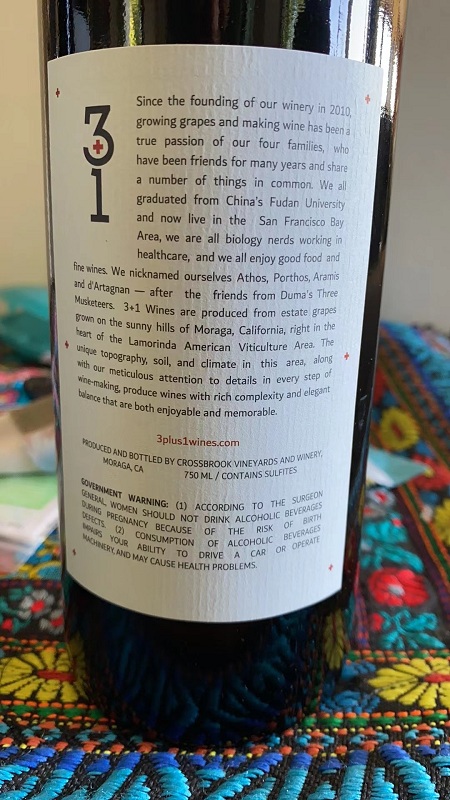 3
+
1
Since the founding of our winery in 2010,
growing grapes and making wine has been a
true passion of our four families, who
have been friends for many years and share
a number of things in common. We all
graduated from China's Fudan University
and now live in the San Francisco Bay
Area, we are all biology nerds working in
healthcare, and we all enjoy good food and
fine wines. We nicknamed ourselves Athos, Porthos, Aramis
and d'Artagnan — after the friends from Duma's Three
Musketeers. 3+1 Wines are produced from estate grapes
grown on the sunny hills of Moraga, California, right in the
heart of the Lamorinda American Viticulture Area. The
unique topography, soil, and climate in this area, along
with our meticulous attention to details in every step of
wine-making, produce wines with rich complexity and elegant
balance that are both enjoyable and memorable.
3plus1wines.com
PRODUCED AND BOTTLED BY CROSSBROOK VINEYARDS AND WINERY,
MORAGA, CA 750 ML / CONTAINS SULFITES
GOVERNMENT WARNING: (1) ACCORDING TO THE SURGEON
GENERAL, WOMEN SHOULD NOT DRINK ALCOHOLIC BEVERAGES
DURING PREGNANCY BECAUSE OF THE RISK OF BIRTH
DEFECTS. (2) CONSUMPTION OF ALCOHOLIC BEVERAGES
IMPAIRS YOUR ABILITY TO DRIVE A CAR OR OPERATE
MACHINERY, AND MAY CAUSE HEALTH PROBLEMS.